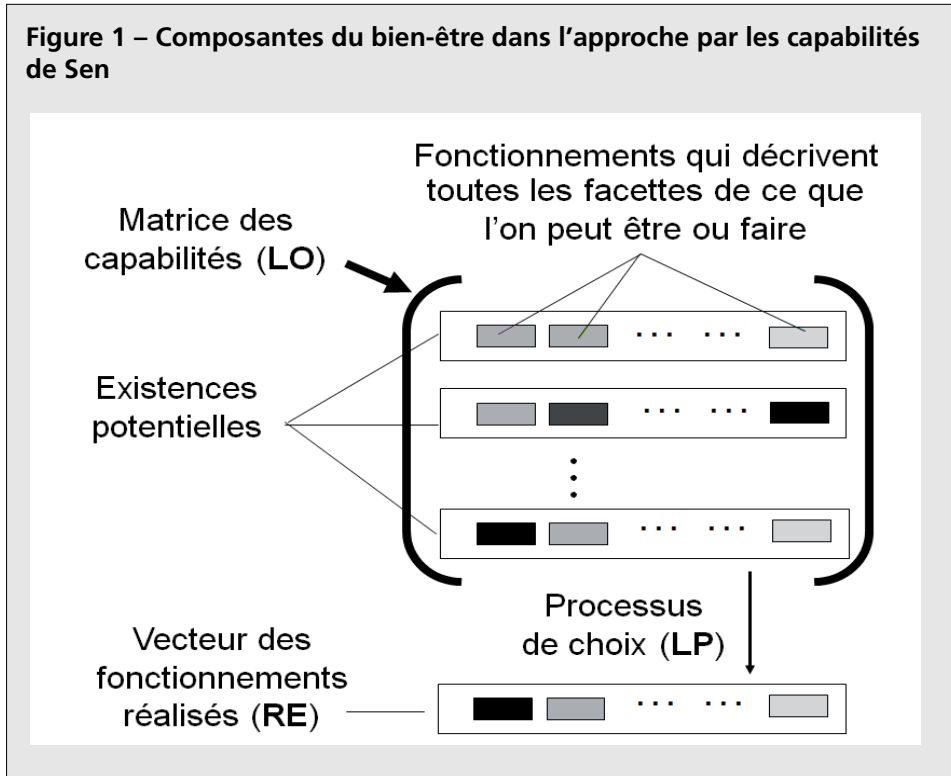 Figure 1 – Composantes du bien-être dans l’approche par les capabilités
de Sen
Fonctionnements qui décrivent
toutes les facettes de ce que
l’on peut être ou faire
Matrice des
capabilités (LO)
Existences
potentielles
Processus
de choix (LP)
Vecteur des
fonctionnements
réalisés (RE)